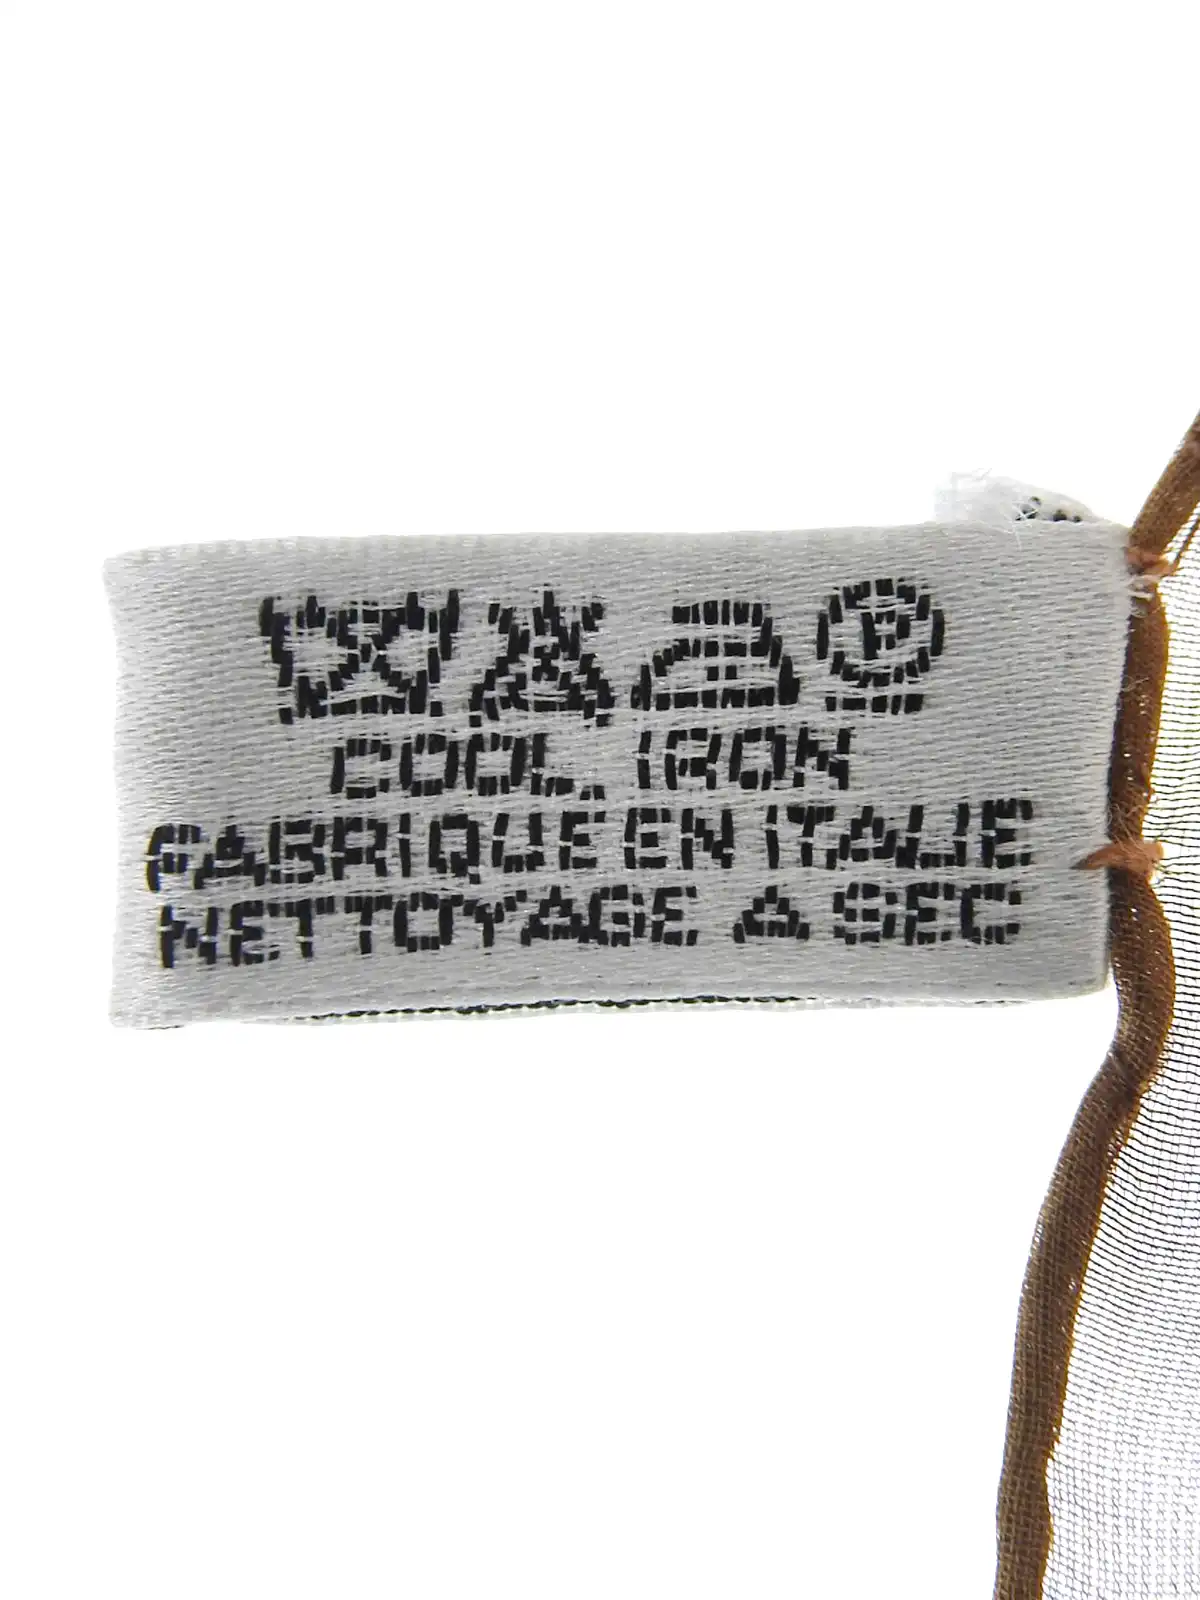 P
COOL IRON
FABRIQUE EN ITALIE
NETTOYAGE A SEC